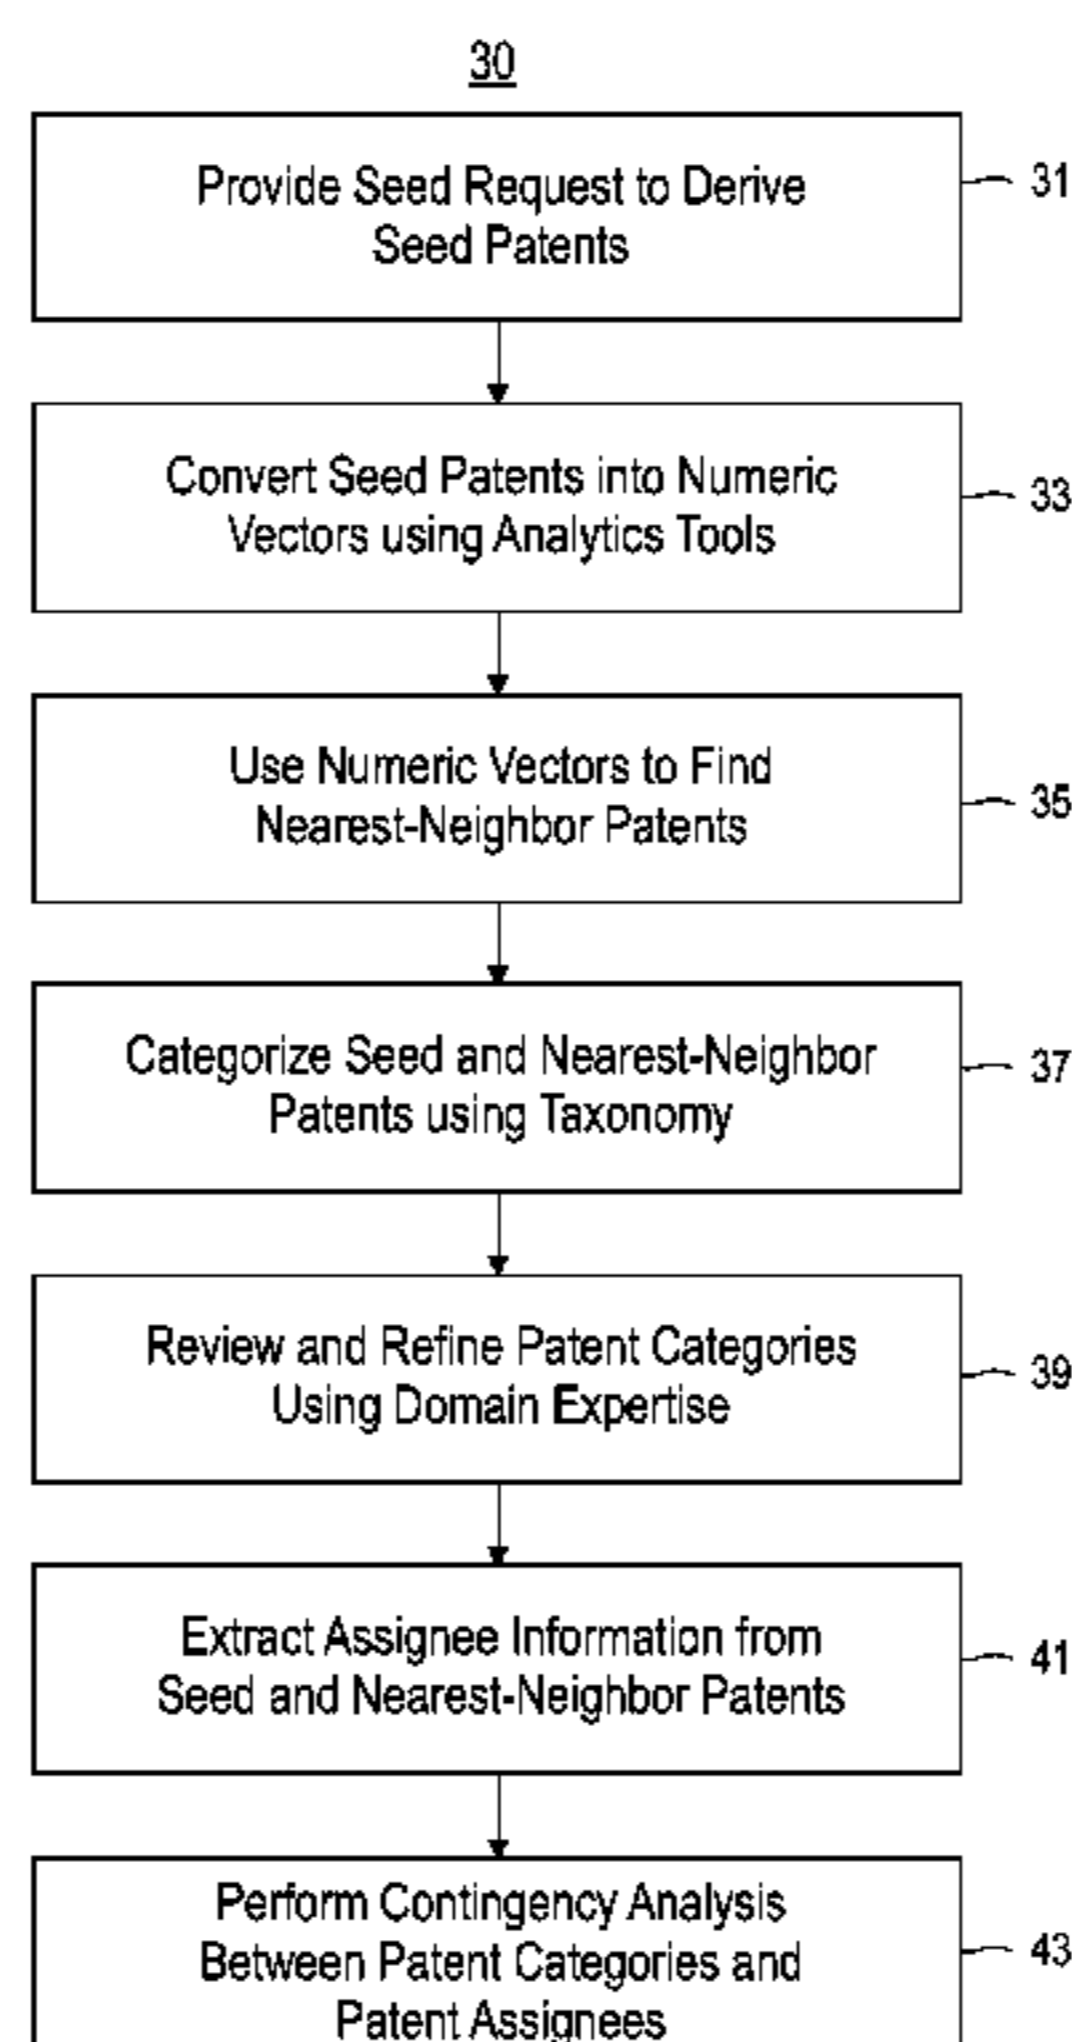 30
Provide Seed Request to Derive
Seed Patents
31
Convert Seed Patents into Numeric
Vectors using Analytics Tools
33
Use Numeric Vectors to Find
Nearest-Neighbor Patents
35
Categorize Seed and Nearest-Neighbor
Patents using Taxonomy
37
Review and Refine Patent Categories
Using Domain Expertise
39
Extract Assignee Information from
Seed and Nearest-Neighbor Patents
41
Perform Contingency Analysis
Between Patent Categories and
Patent Assignees
43